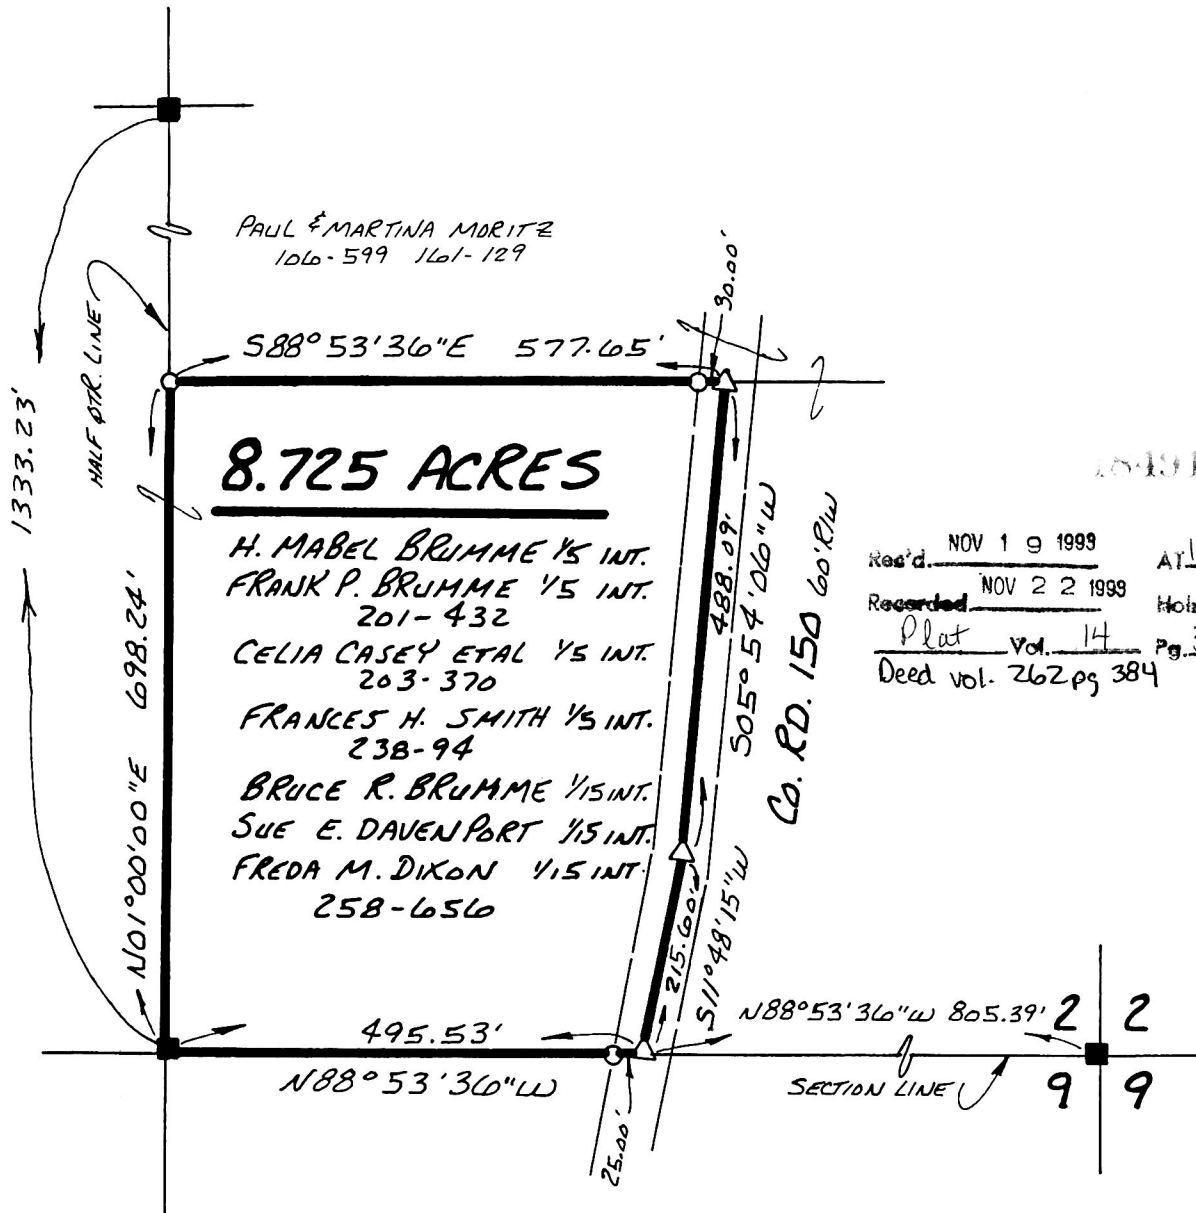 PAUL & MARTINA MORITZ
106-599 161-129
30.00'
HALF QTR. LINE
1333.23'
S88°53'36"E 577.65'
8.725 ACRES
H. MABEL BRUMME 1/5 INT.
FRANK P. BRUMME 1/5 INT.
201-432
CELIA CASEY ETAL 1/5 INT.
203-370
FRANCES H. SMITH 1/5 INT.
238-94
BRUCE R. BRUMME 1/15 INT.
SUE E. DAVENPORT 1/15 INT.
FREDA M. DIXON 1/15 INT.
258-656
N01°00'00"E 698.24'
488.09'
S05°54'06"W
CO. RD. 150 60' R/W
Rec'd. NOV 1 9 1999
Recorded NOV 2 2 1999
Plat Vol. 14 Pg.
Deed vol. 262 pg 384
215.60'
S11°48'15"W
495.53'
N88°53'36"W
25.00'
N88°53'36"W 805.39'
SECTION LINE
2 2
9 9